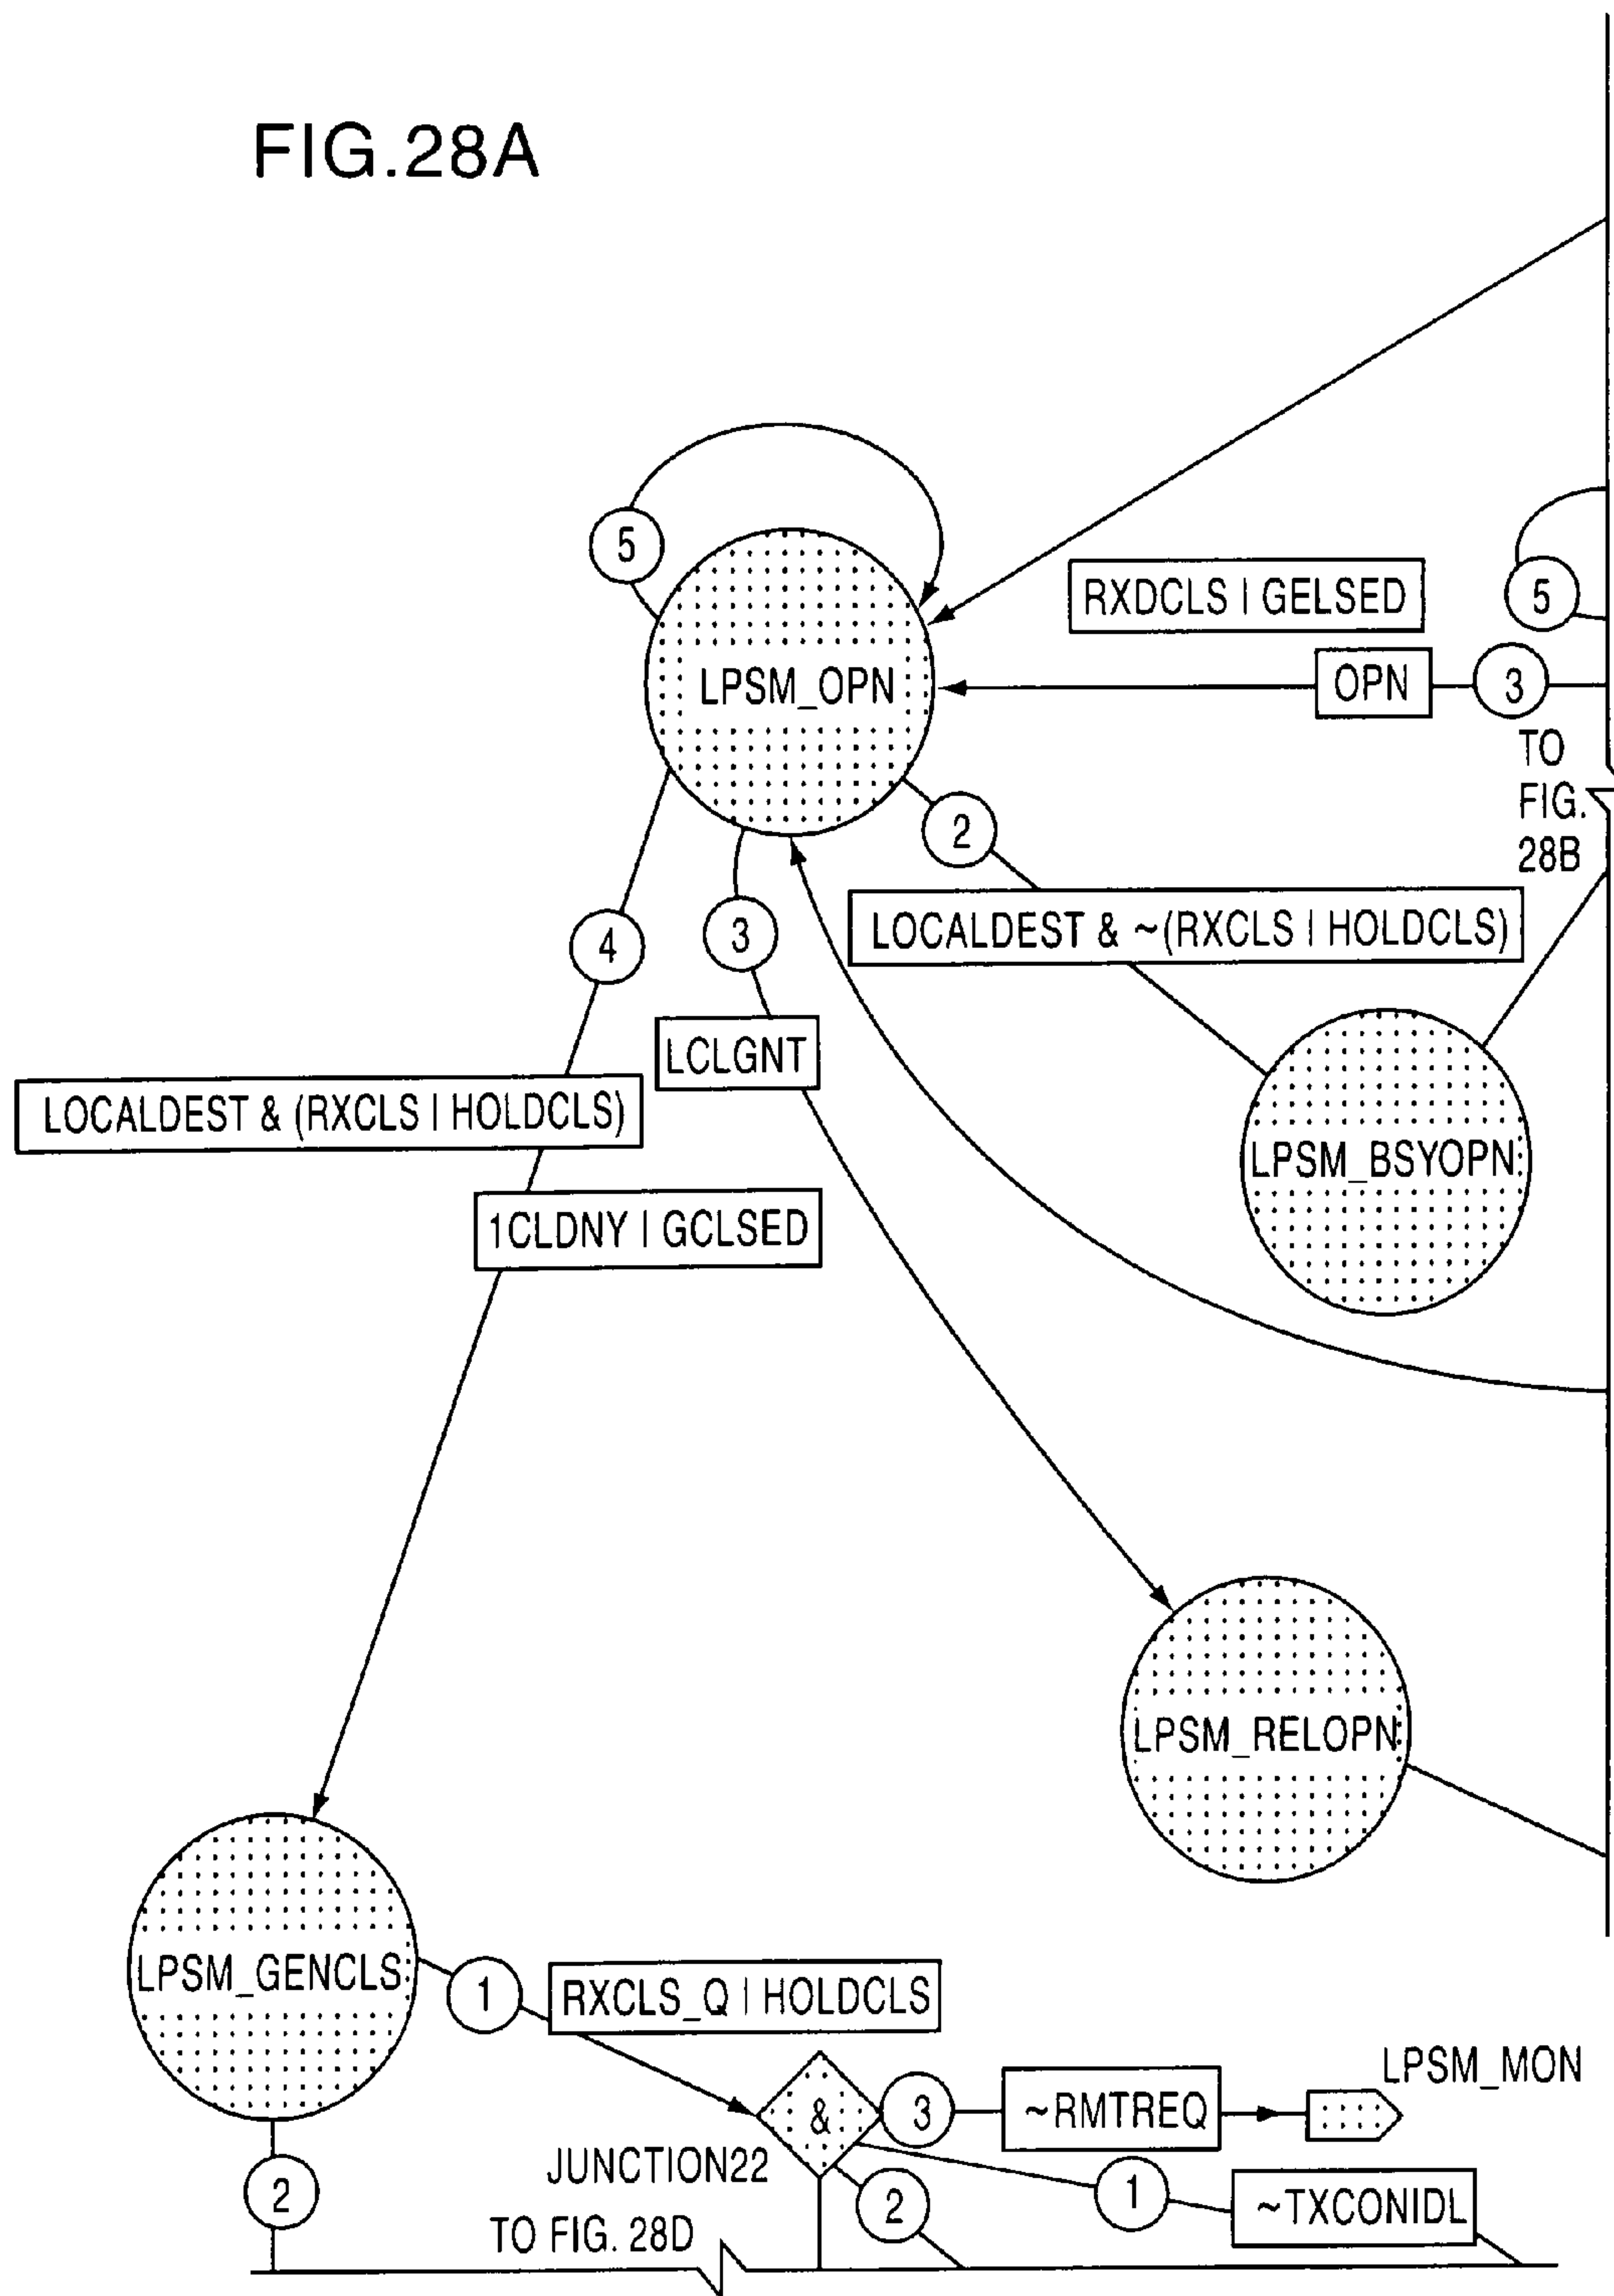 FIG.28A
5
RXDCLS | GELSED
5
LPSM_OPN
OPN
3
TO
FIG.
28B
2
4
3
LOCALDEST & ~(RXCLS | HOLDCLS)
LCLGNT
LOCALDEST & (RXCLS | HOLDCLS)
LPSM_BSYOPN
1CLDNY | GCLSED
LPSM_RELOPN
LPSM_GENCLS
1
RXCLS_Q | HOLDCLS
LPSM_MON
&
3
~RMTREQ
JUNCTION22
2
2
1
~TXCONIDL
TO FIG. 28D